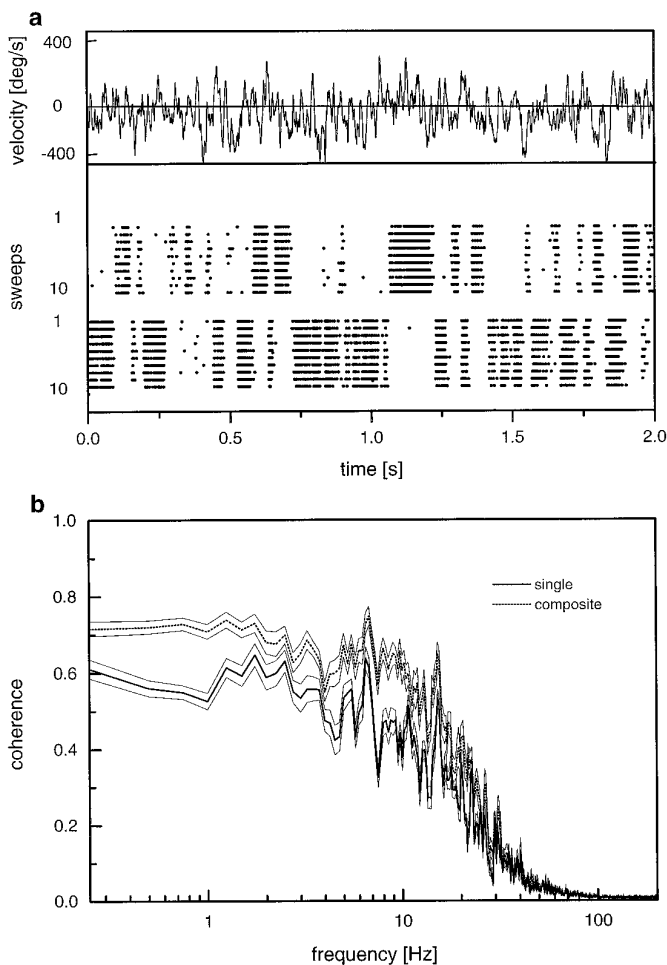 a
velocity [deg/s]
400
0
-400
sweeps
1
10
1
10
0.0 0.5 1.0 1.5 2.0
time [s]
b
coherence
1.0
0.8
0.6
0.4
0.2
0.0
single
composite
1 10 100
frequency [Hz]